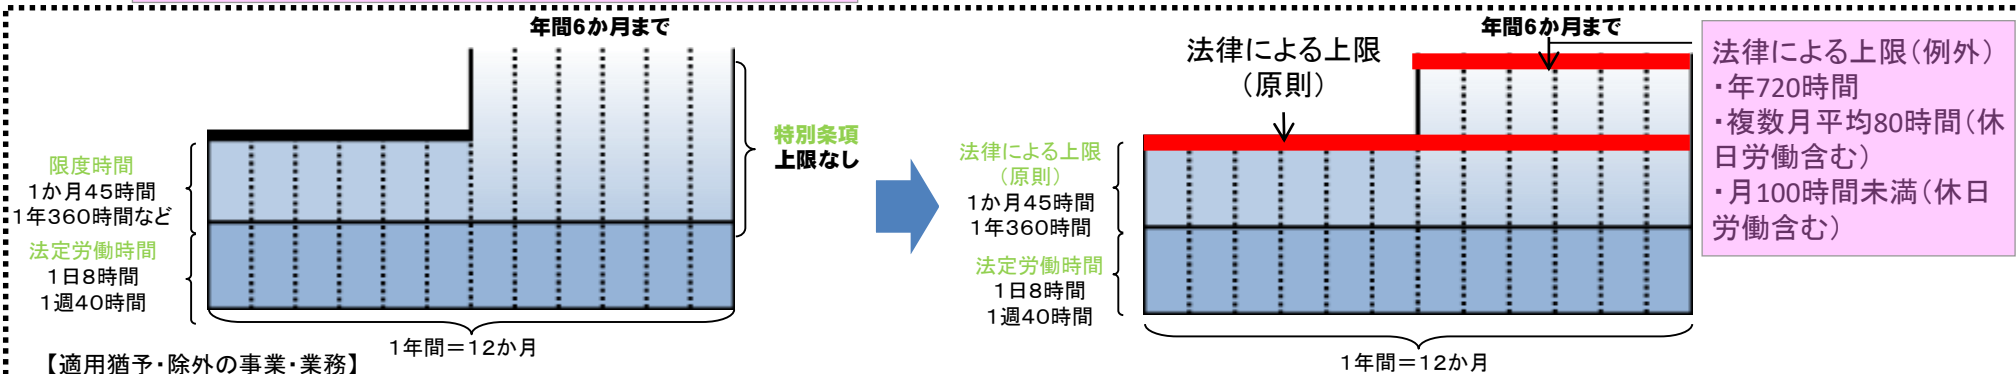 年間6か月まで
限度時間
1か月45時間
1年360時間など
法定労働時間
1日8時間
1週40時間
特別条項
上限なし
1年間＝12か月
【適用猶予・除外の事業・業務】
年間6か月まで
法律による上限
（原則）
法律による上限
（原則）
1か月45時間
1年360時間
法定労働時間
1日8時間
1週40時間
1年間＝12か月
法律による上限（例外）
・年720時間
・複数月平均80時間（休
日労働含む）
・月100時間未満（休日
労働含む）